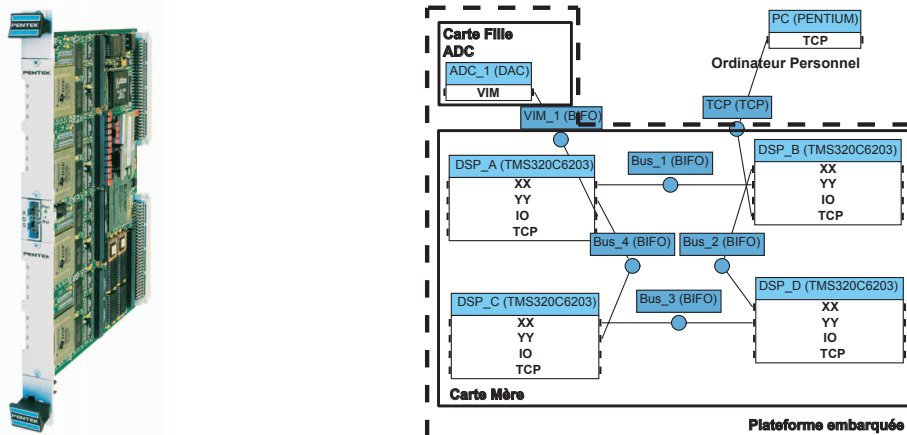 PENTEK
PENTEK
PENTEK
PENTEK
Carte Fille
ADC
ADC_1 (DAC)
VIM
VIM_1 (BIFO)
PC (PENTIUM)
TCP
Ordinateur Personnel
TCP (TCP)
DSP_A (TMS320C6203)
XX
YY
IO
TCP
Bus_1 (BIFO)
DSP_B (TMS320C6203)
XX
YY
IO
TCP
Bus_4 (BIFO)
Bus_2 (BIFO)
DSP_C (TMS320C6203)
XX
YY
IO
TCP
Bus_3 (BIFO)
DSP_D (TMS320C6203)
XX
YY
IO
TCP
Carte Mère
Plateforme embarquée